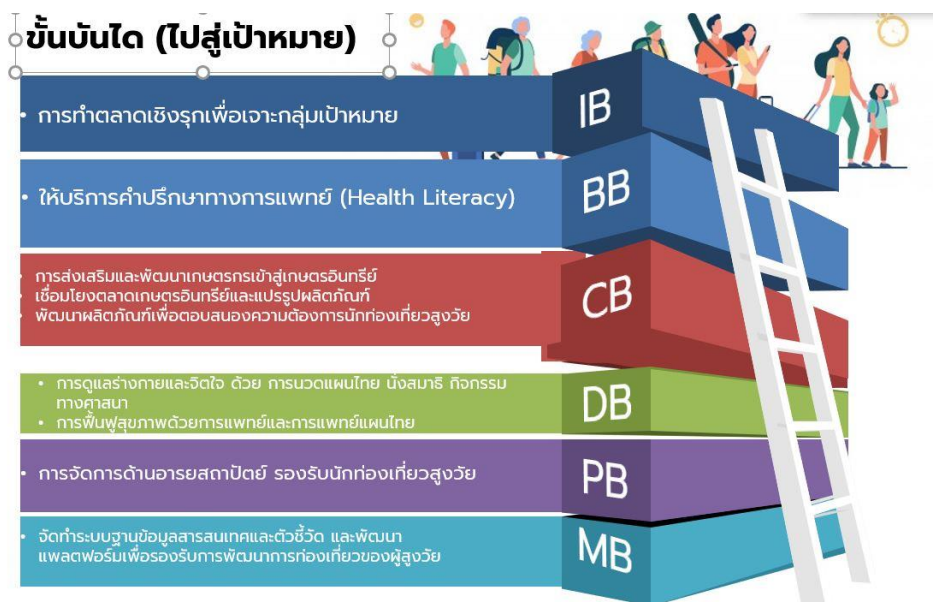 ขั้นบันได (ไปสู่เป้าหมาย)
• การทำตลาดเชิงรุกเพื่อเจาะกลุ่มเป้าหมาย
IB
• ให้บริการคำปรึกษาทางการแพทย์ (Health Literacy)
BB
• การส่งเสริมและพัฒนาเกษตรกรเข้าสู่เกษตรอินทรีย์
• เชื่อมโยงตลาดเกษตรอินทรีย์และแปรรูปผลิตภัณฑ์
• พัฒนาผลิตภัณฑ์เพื่อตอบสนองความต้องการนักท่องเที่ยวสูงวัย
CB
• การดูแลร่างกายและจิตใจ ด้วย การนวดแผนไทย นั่งสมาธิ กิจกรรม
ทางศาสนา
• การฟื้นฟูสุขภาพด้วยการแพทย์และการแพทย์แผนไทย
DB
• การจัดการด้านอารยสถาปัตย์ รองรับนักท่องเที่ยวสูงวัย
PB
• จัดทำระบบฐานข้อมูลสารสนเทศและตัวชี้วัด และพัฒนา
แพลตฟอร์มเพื่อรองรับการพัฒนาการท่องเที่ยวของผู้สูงวัย
MB